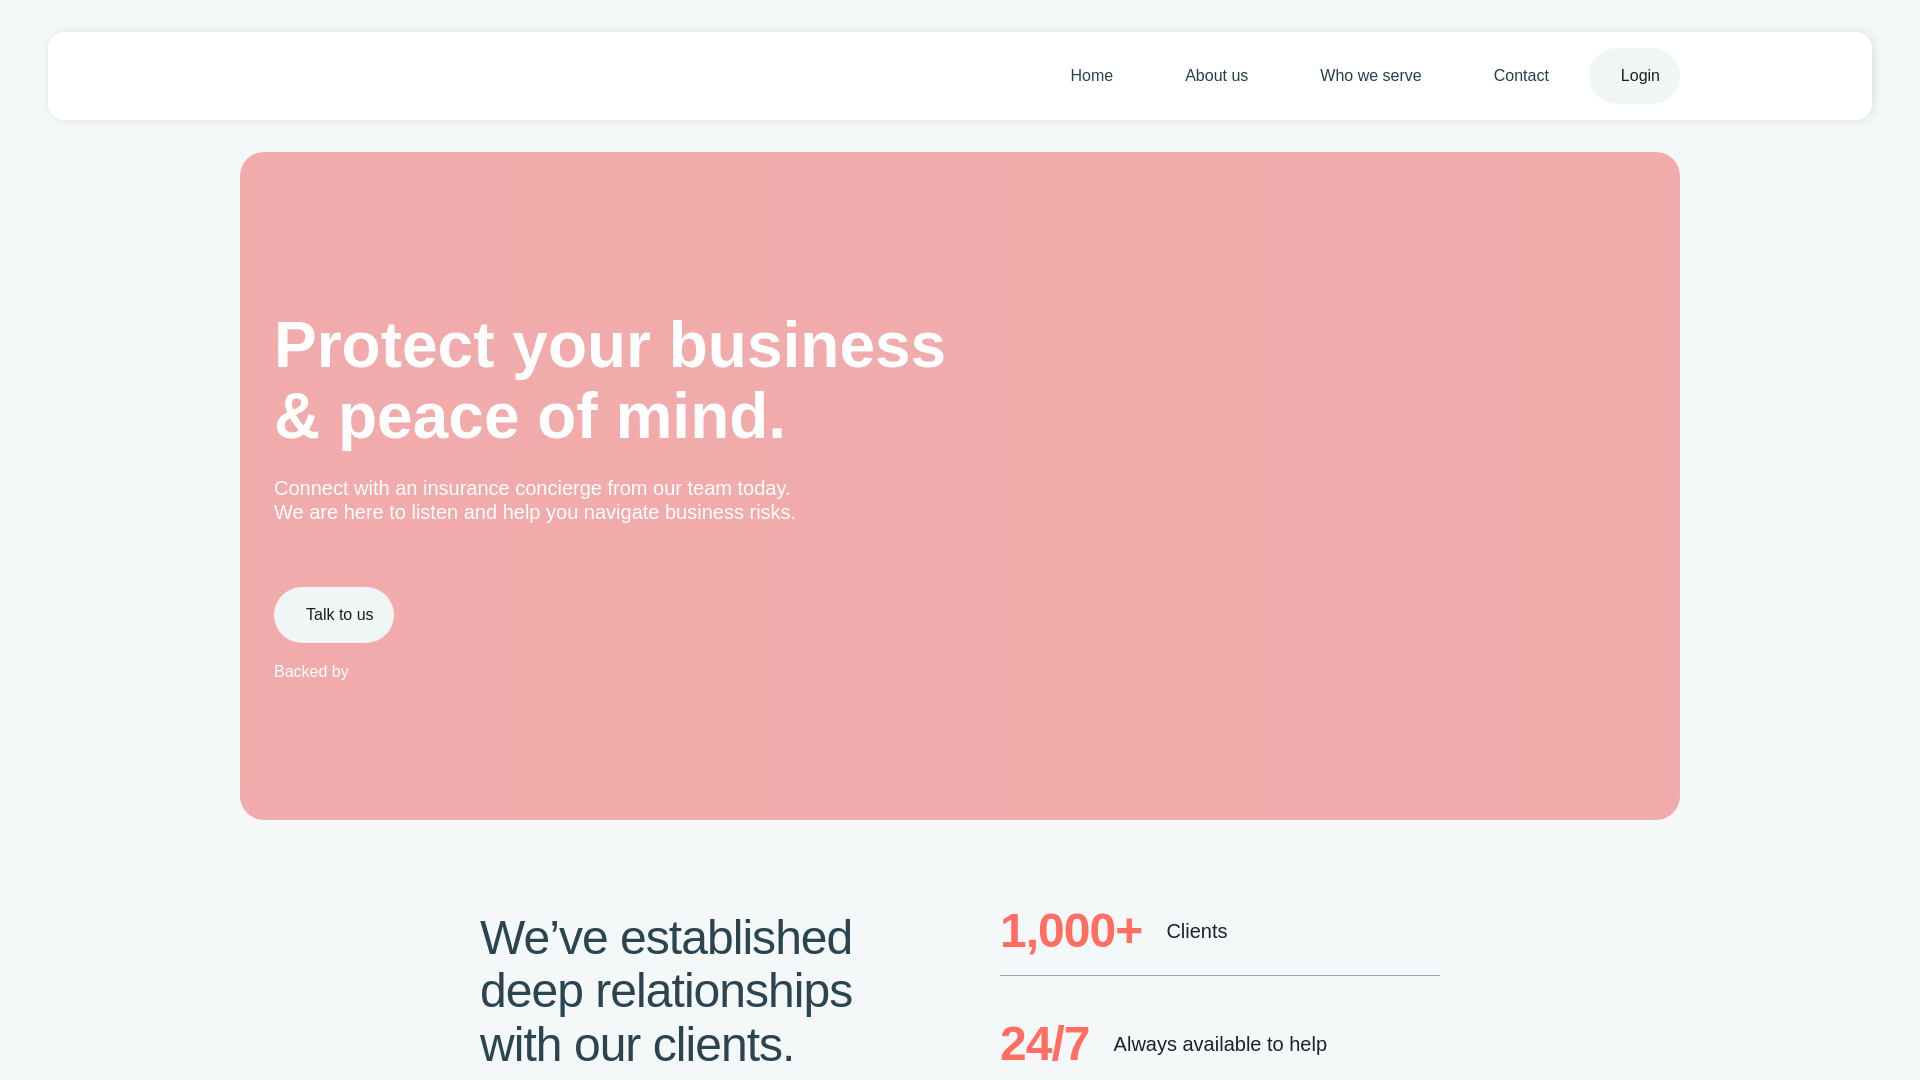 Home
About us
Who we serve
Contact
Login
Protect your business
& peace of mind.
Connect with an insurance concierge from our team today.
We are here to listen and help you navigate business risks.
Talk to us
Backed by
We’ve established
deep relationships
with our clients.
1,000+ Clients
24/7 Always available to help